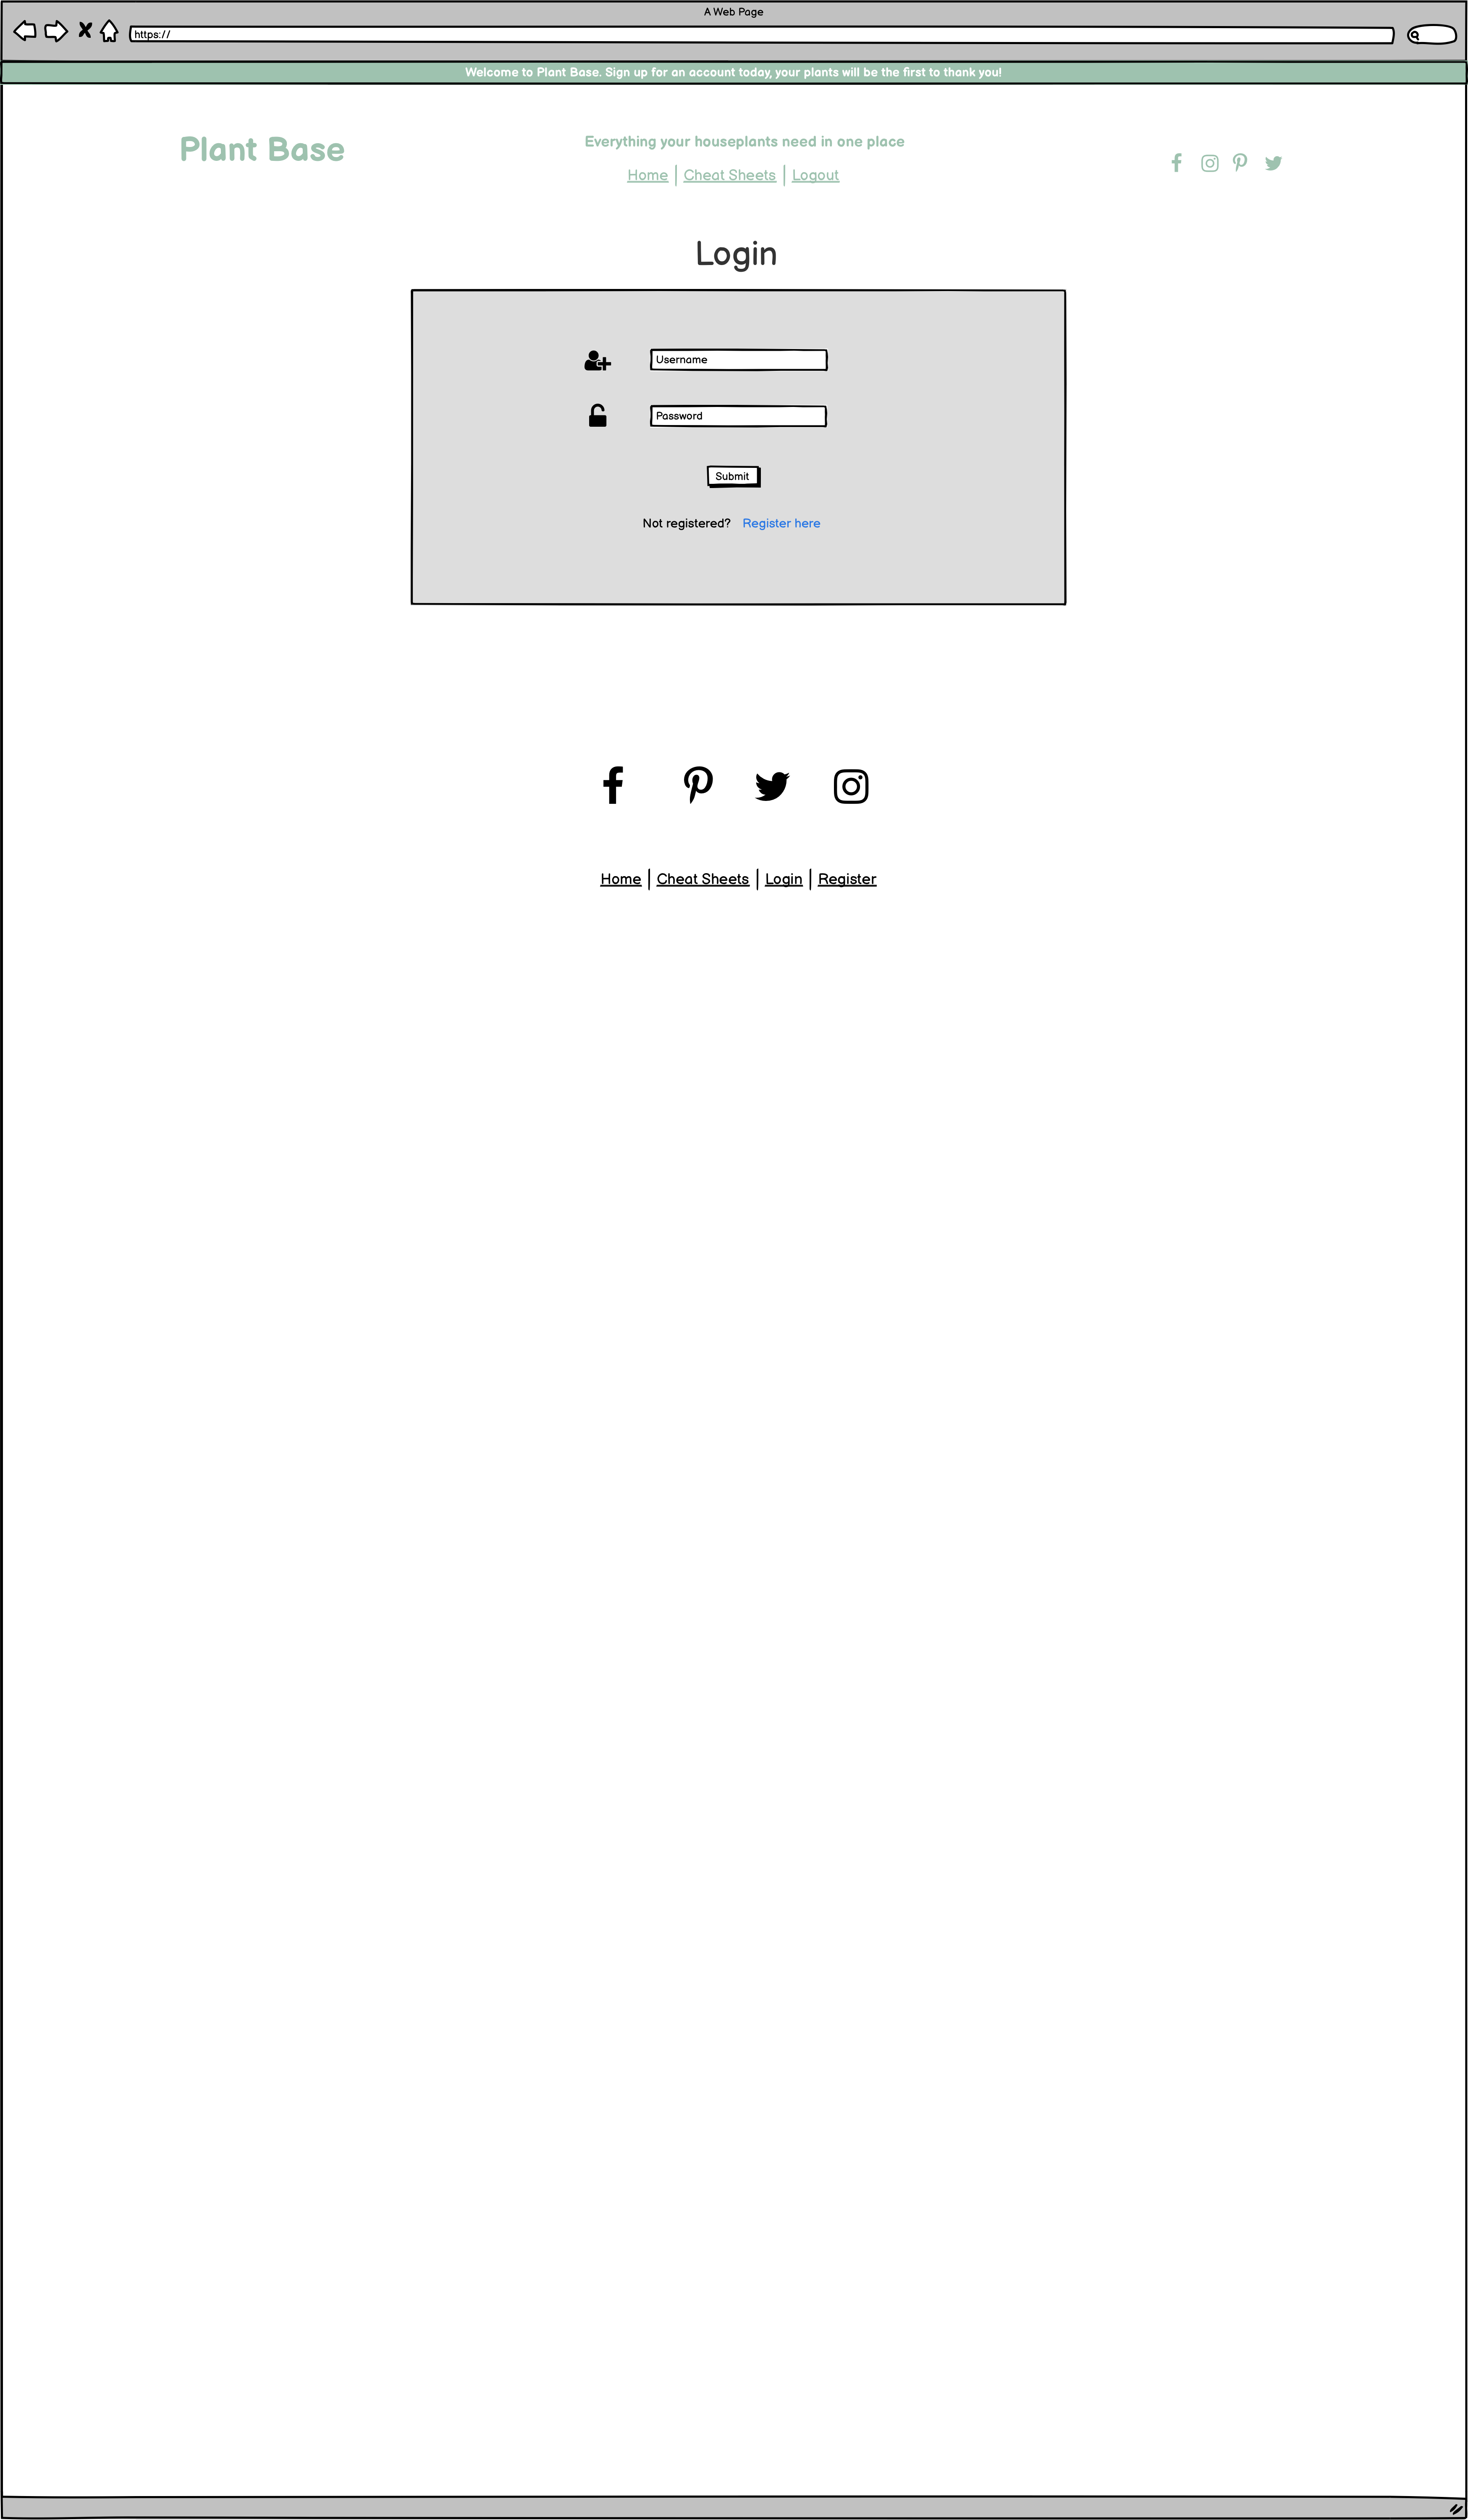 A Web Page
https://
Welcome to Plant Base. Sign up for an account today, your plants will be the first to thank you!
Plant Base
Everything your houseplants need in one place
Home | Cheat Sheets | Logout
Login
Username
Password
Submit
Not registered? Register here
Home | Cheat Sheets | Login | Register